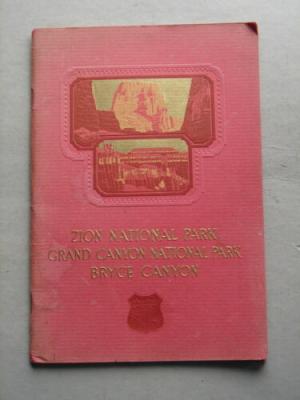 ZION NATIONAL PARK
GRAND CANYON NATIONAL PARK
BRYCE CANYON